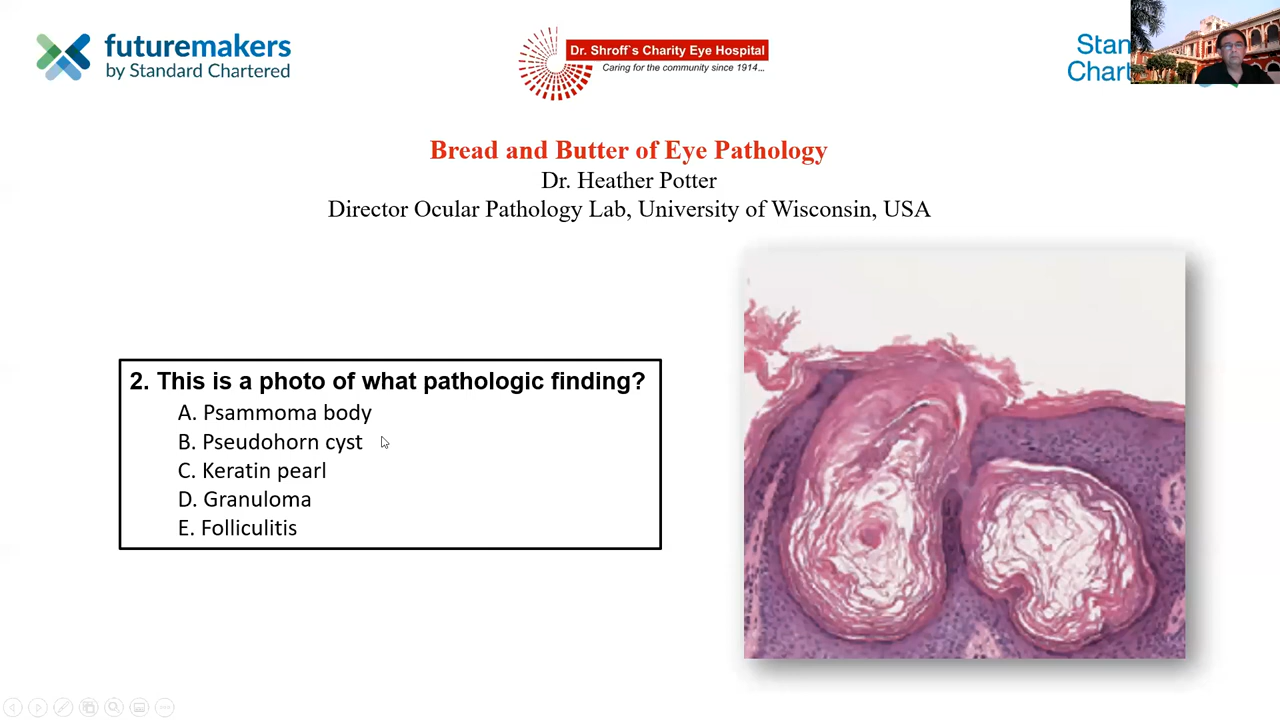 futuremakers
by Standard Chartered
Dr. Shroff`s Charity Eye Hospital
Caring for the community since 1914...
Stan
Chart
Bread and Butter of Eye Pathology
Dr. Heather Potter
Director Ocular Pathology Lab, University of Wisconsin, USA
2. This is a photo of what pathologic finding?
A. Psammoma body
B. Pseudohorn cyst
C. Keratin pearl
D. Granuloma
E. Folliculitis